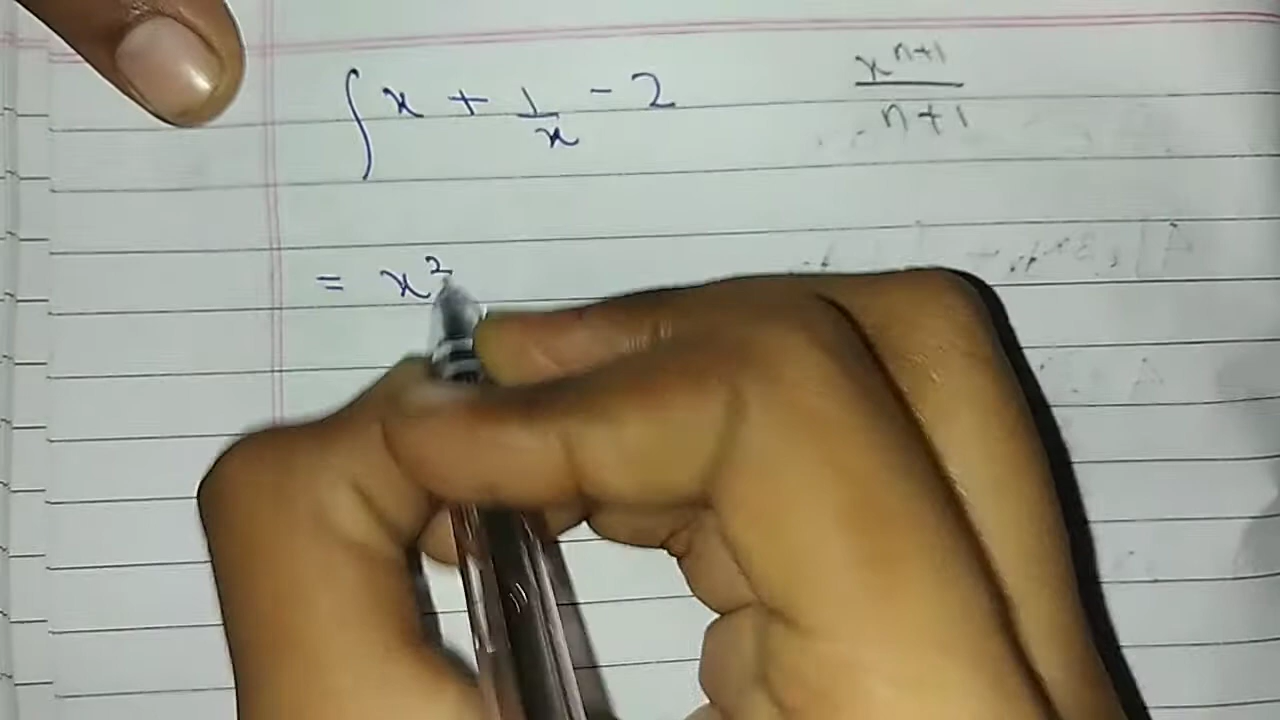 ∫ x + 1/x - 2
x^{n+1}/n+1
= x²